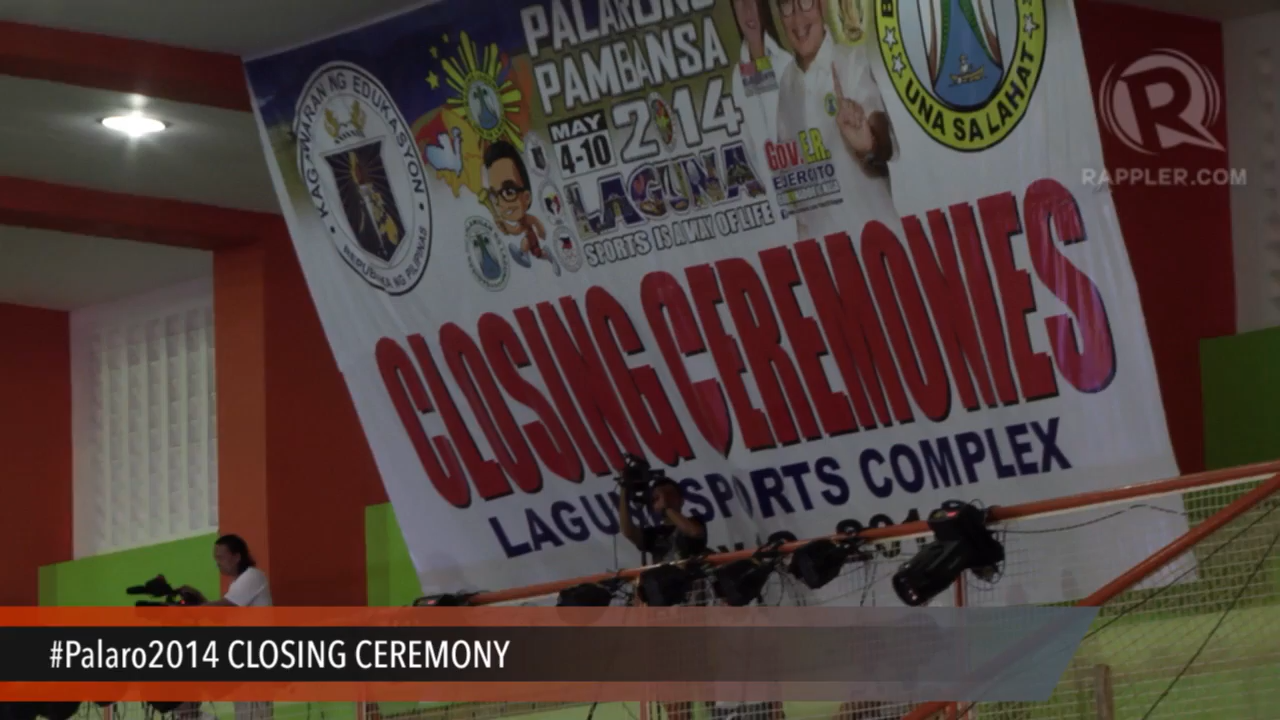 PALARONG
PAMBANSA
MAY
4-10
2014
LAGUNA
SPORTS IS A WAY OF LIFE
GOV. E.R.
EJERCITO
KAGAWARAN NG EDUKASYON
REPUBLIKA NG PILIPINAS
UNA SA LAHAT
R
RAPPLER.COM
CLOSING CEREMONIES
LAGUNA SPORTS COMPLEX
#Palaro2014 CLOSING CEREMONY